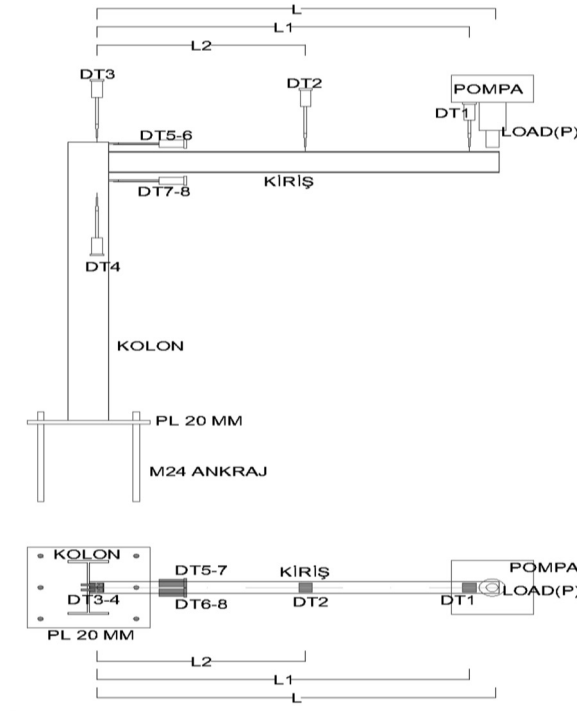 L
L1
L2
DT3
DT2
POMPA
DT1
LOAD(P)
DT5-6
KİRİŞ
DT7-8
DT4
KOLON
PL 20 MM
M24 ANKRAJ
KOLON
DT5-7
KİRİŞ
POMPA
DT3-4
DT6-8
DT2
DT1
LOAD(P)
PL 20 MM
L2
L1
L